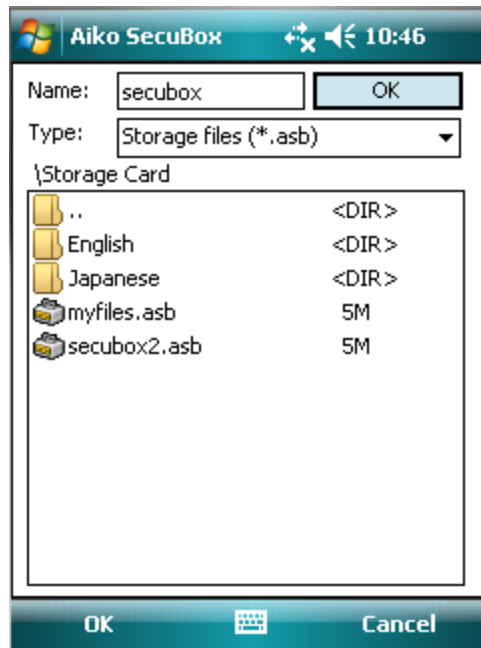 Aiko SecuBox 10:46
Name: secubox OK
Type: Storage files (*.asb)
\Storage Card
.. <DIR>
English <DIR>
Japanese <DIR>
myfiles.asb 5M
secubox2.asb 5M
OK Cancel